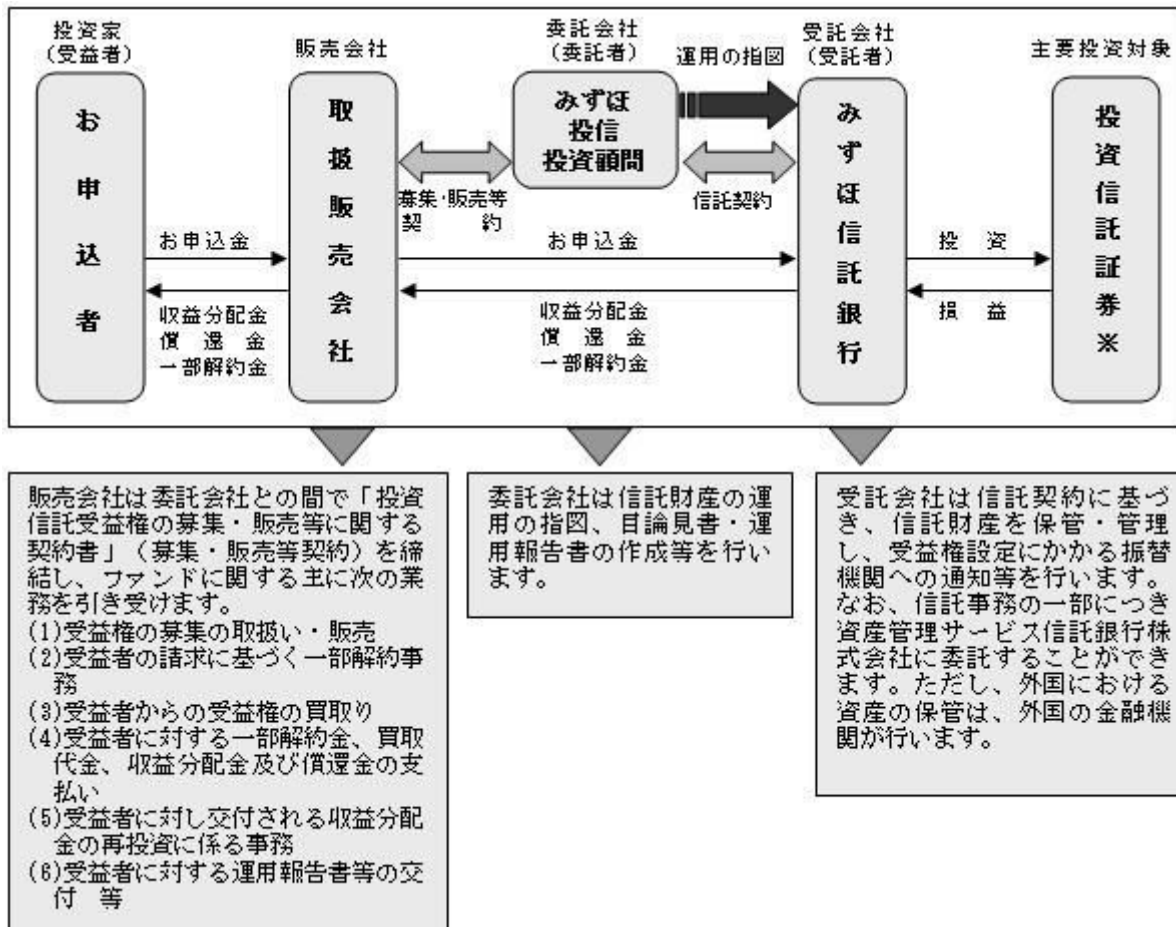 投資家
(受益者)
お申込者
販売会社
取扱販売会社
委託会社
(委託者)
みずほ
投信
投資顧問
運用の指図
受託会社
(受託者)
みずほ信託銀行
主要投資対象
投資信託証券※
募集・販売等
契　　約
信託契約
お申込金
収益分配金
償　還　金
一部解約金
お申込金
収益分配金
償　還　金
一部解約金
投　資
損　益
販売会社は委託会社との間で「投資
信託受益権の募集・販売等に関する
契約書」（募集・販売等契約）を締
結し、ファンドに関する主に次の業
務を引き受けます。
(1)受益権の募集の取扱い・販売
(2)受益者の請求に基づく一部解約事
務
(3)受益者からの受益権の買取り
(4)受益者に対する一部解約金、買取
代金、収益分配金及び償還金の支
払い
(5)受益者に対し交付される収益分配
金の再投資に係る事務
(6)受益者に対する運用報告書等の交
付　等
委託会社は信託財産の運
用の指図、目論見書・運
用報告書の作成等を行い
ます。
受託会社は信託契約に基づ
き、信託財産を保管・管理
し、受益権設定にかかる振替
機関への通知等を行います。
なお、信託事務の一部につき
資産管理サービス信託銀行株
式会社に委託することができ
ます。ただし、外国における
資産の保管は、外国の金融機
関が行います。